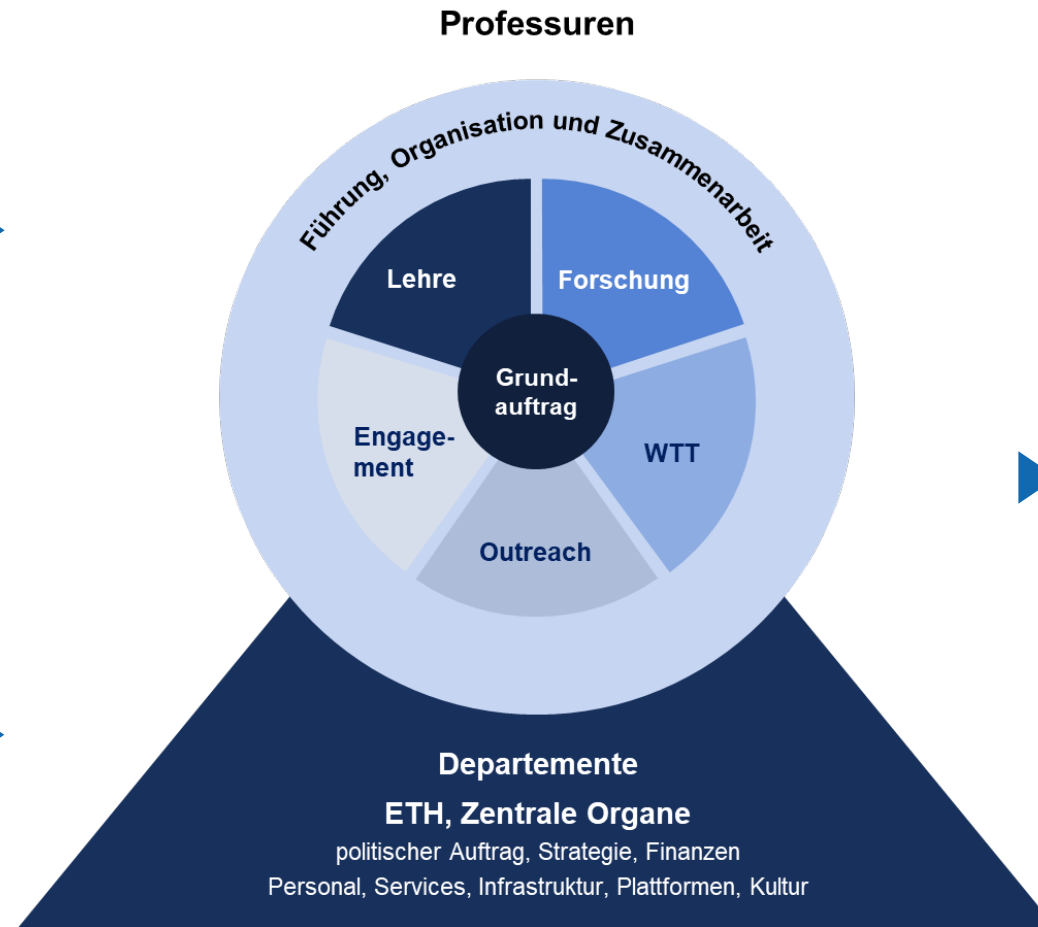 Professuren
Führung, Organisation und Zusammenarbeit
Lehre
Forschung
Grund-
auftrag
Engage-
ment
WTT
Outreach
Departemente
ETH, Zentrale Organe
politischer Auftrag, Strategie, Finanzen
Personal, Services, Infrastruktur, Plattformen, Kultur